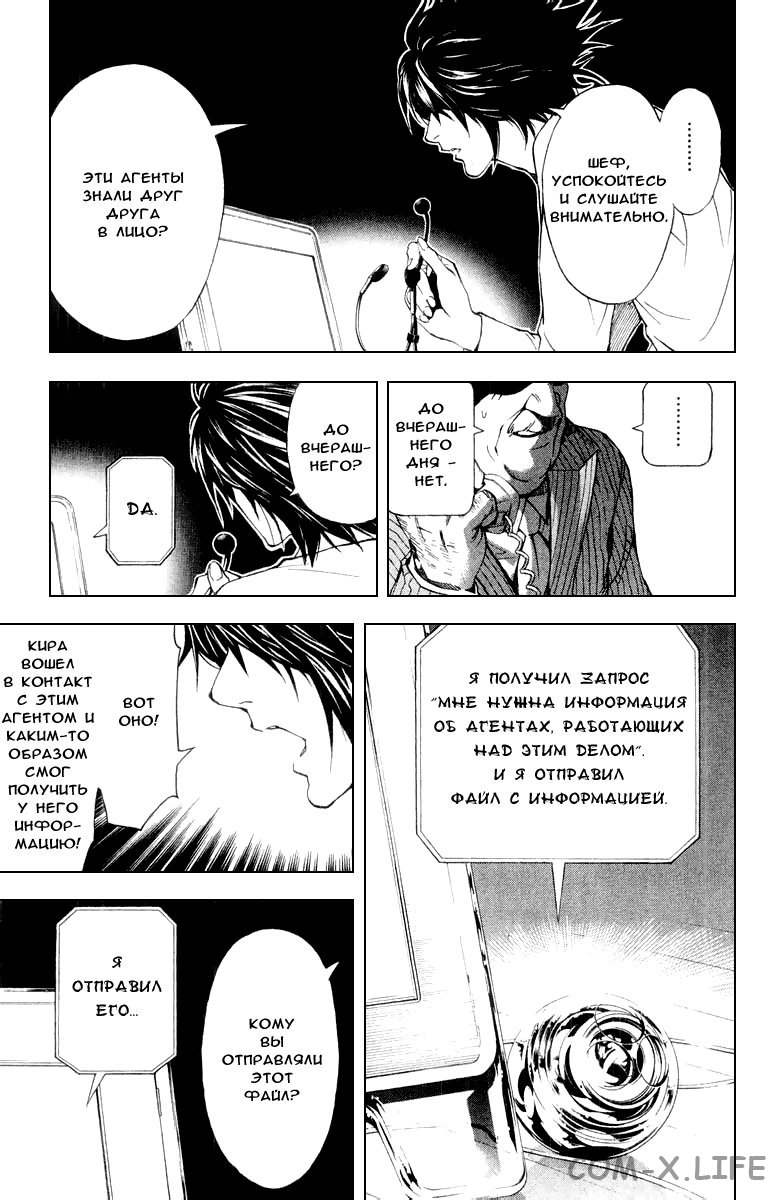 .........
ШЕФ,
УСПОКОЙТЕСЬ
И СЛУШАЙТЕ
ВНИМАТЕЛЬНО.
ЭТИ АГЕНТЫ
ЗНАЛИ ДРУГ
ДРУГА
В ЛИЦО?
.........
ДО
ВЧЕРАШ-
НЕГО
ДНЯ -
НЕТ.
ДО
ВЧЕРАШ-
НЕГО?
DА.
Я ПОЛУЧИЛ ЗАПРОС
"МНЕ НУЖНА ИНФОРМАЦИЯ
ОБ АГЕНТАХ, РАБОТАЮЩИХ
НАД ЭТИМ ДЕЛОМ".
И Я ОТПРАВИЛ
ФАЙЛ С ИНФОРМАЦИЕЙ.
ВОТ
ОНО!
КИРА
ВОШЕЛ
В КОНТАКТ
С ЭТИМ
АГЕНТОМ И
КАКИМ-ТО
ОБРАЗОМ
СМОГ
ПОЛУЧИТЬ
У НЕГО
ИНФОР-
МАЦИЮ!
КОМУ
ВЫ
ОТПРАВЛЯЛИ
ЭТОТ
ФАЙЛ?
Я
ОТПРАВИЛ
ЕГО...
COM-X.LIFE